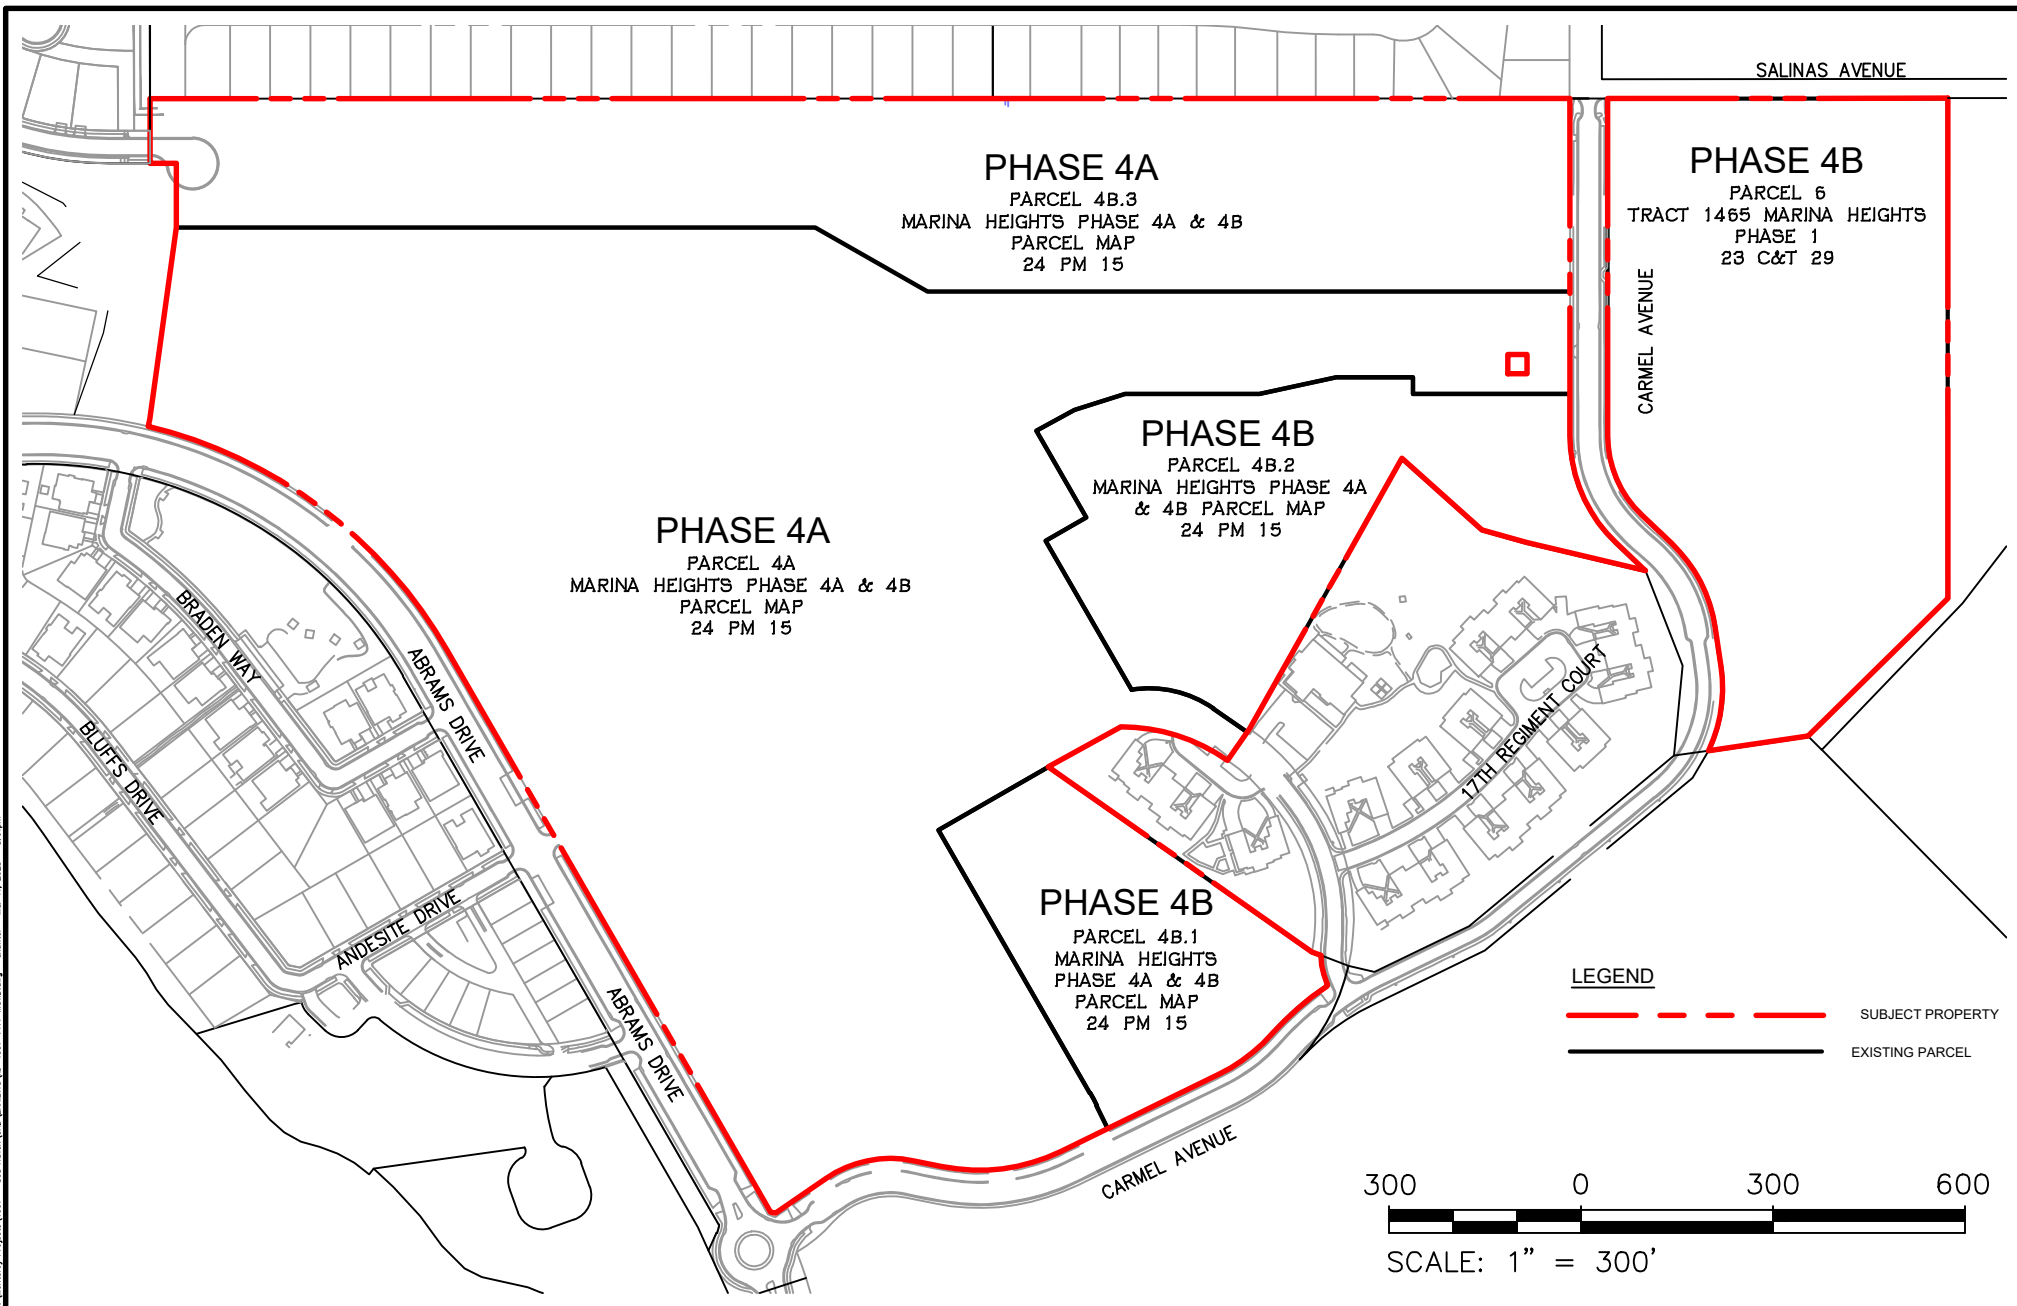 SALINAS AVENUE
PHASE 4A
PARCEL 4B.3
MARINA HEIGHTS PHASE 4A & 4B
PARCEL MAP
24 PM 15
PHASE 4B
PARCEL 6
TRACT 1465 MARINA HEIGHTS
PHASE 1
23 C&T 29
CARMEL AVENUE
PHASE 4B
PARCEL 4B.2
MARINA HEIGHTS PHASE 4A
& 4B PARCEL MAP
24 PM 15
PHASE 4A
PARCEL 4A
MARINA HEIGHTS PHASE 4A & 4B
PARCEL MAP
24 PM 15
BRADEN WAY
ABRAMS DRIVE
BLUFFS DRIVE
17TH REGIMENT COURT
ANDESITE DRIVE
ABRAMS DRIVE
PHASE 4B
PARCEL 4B.1
MARINA HEIGHTS
PHASE 4A & 4B
PARCEL MAP
24 PM 15
CARMEL AVENUE
LEGEND
SUBJECT PROPERTY
EXISTING PARCEL
300 0 300 600
SCALE: 1" = 300'